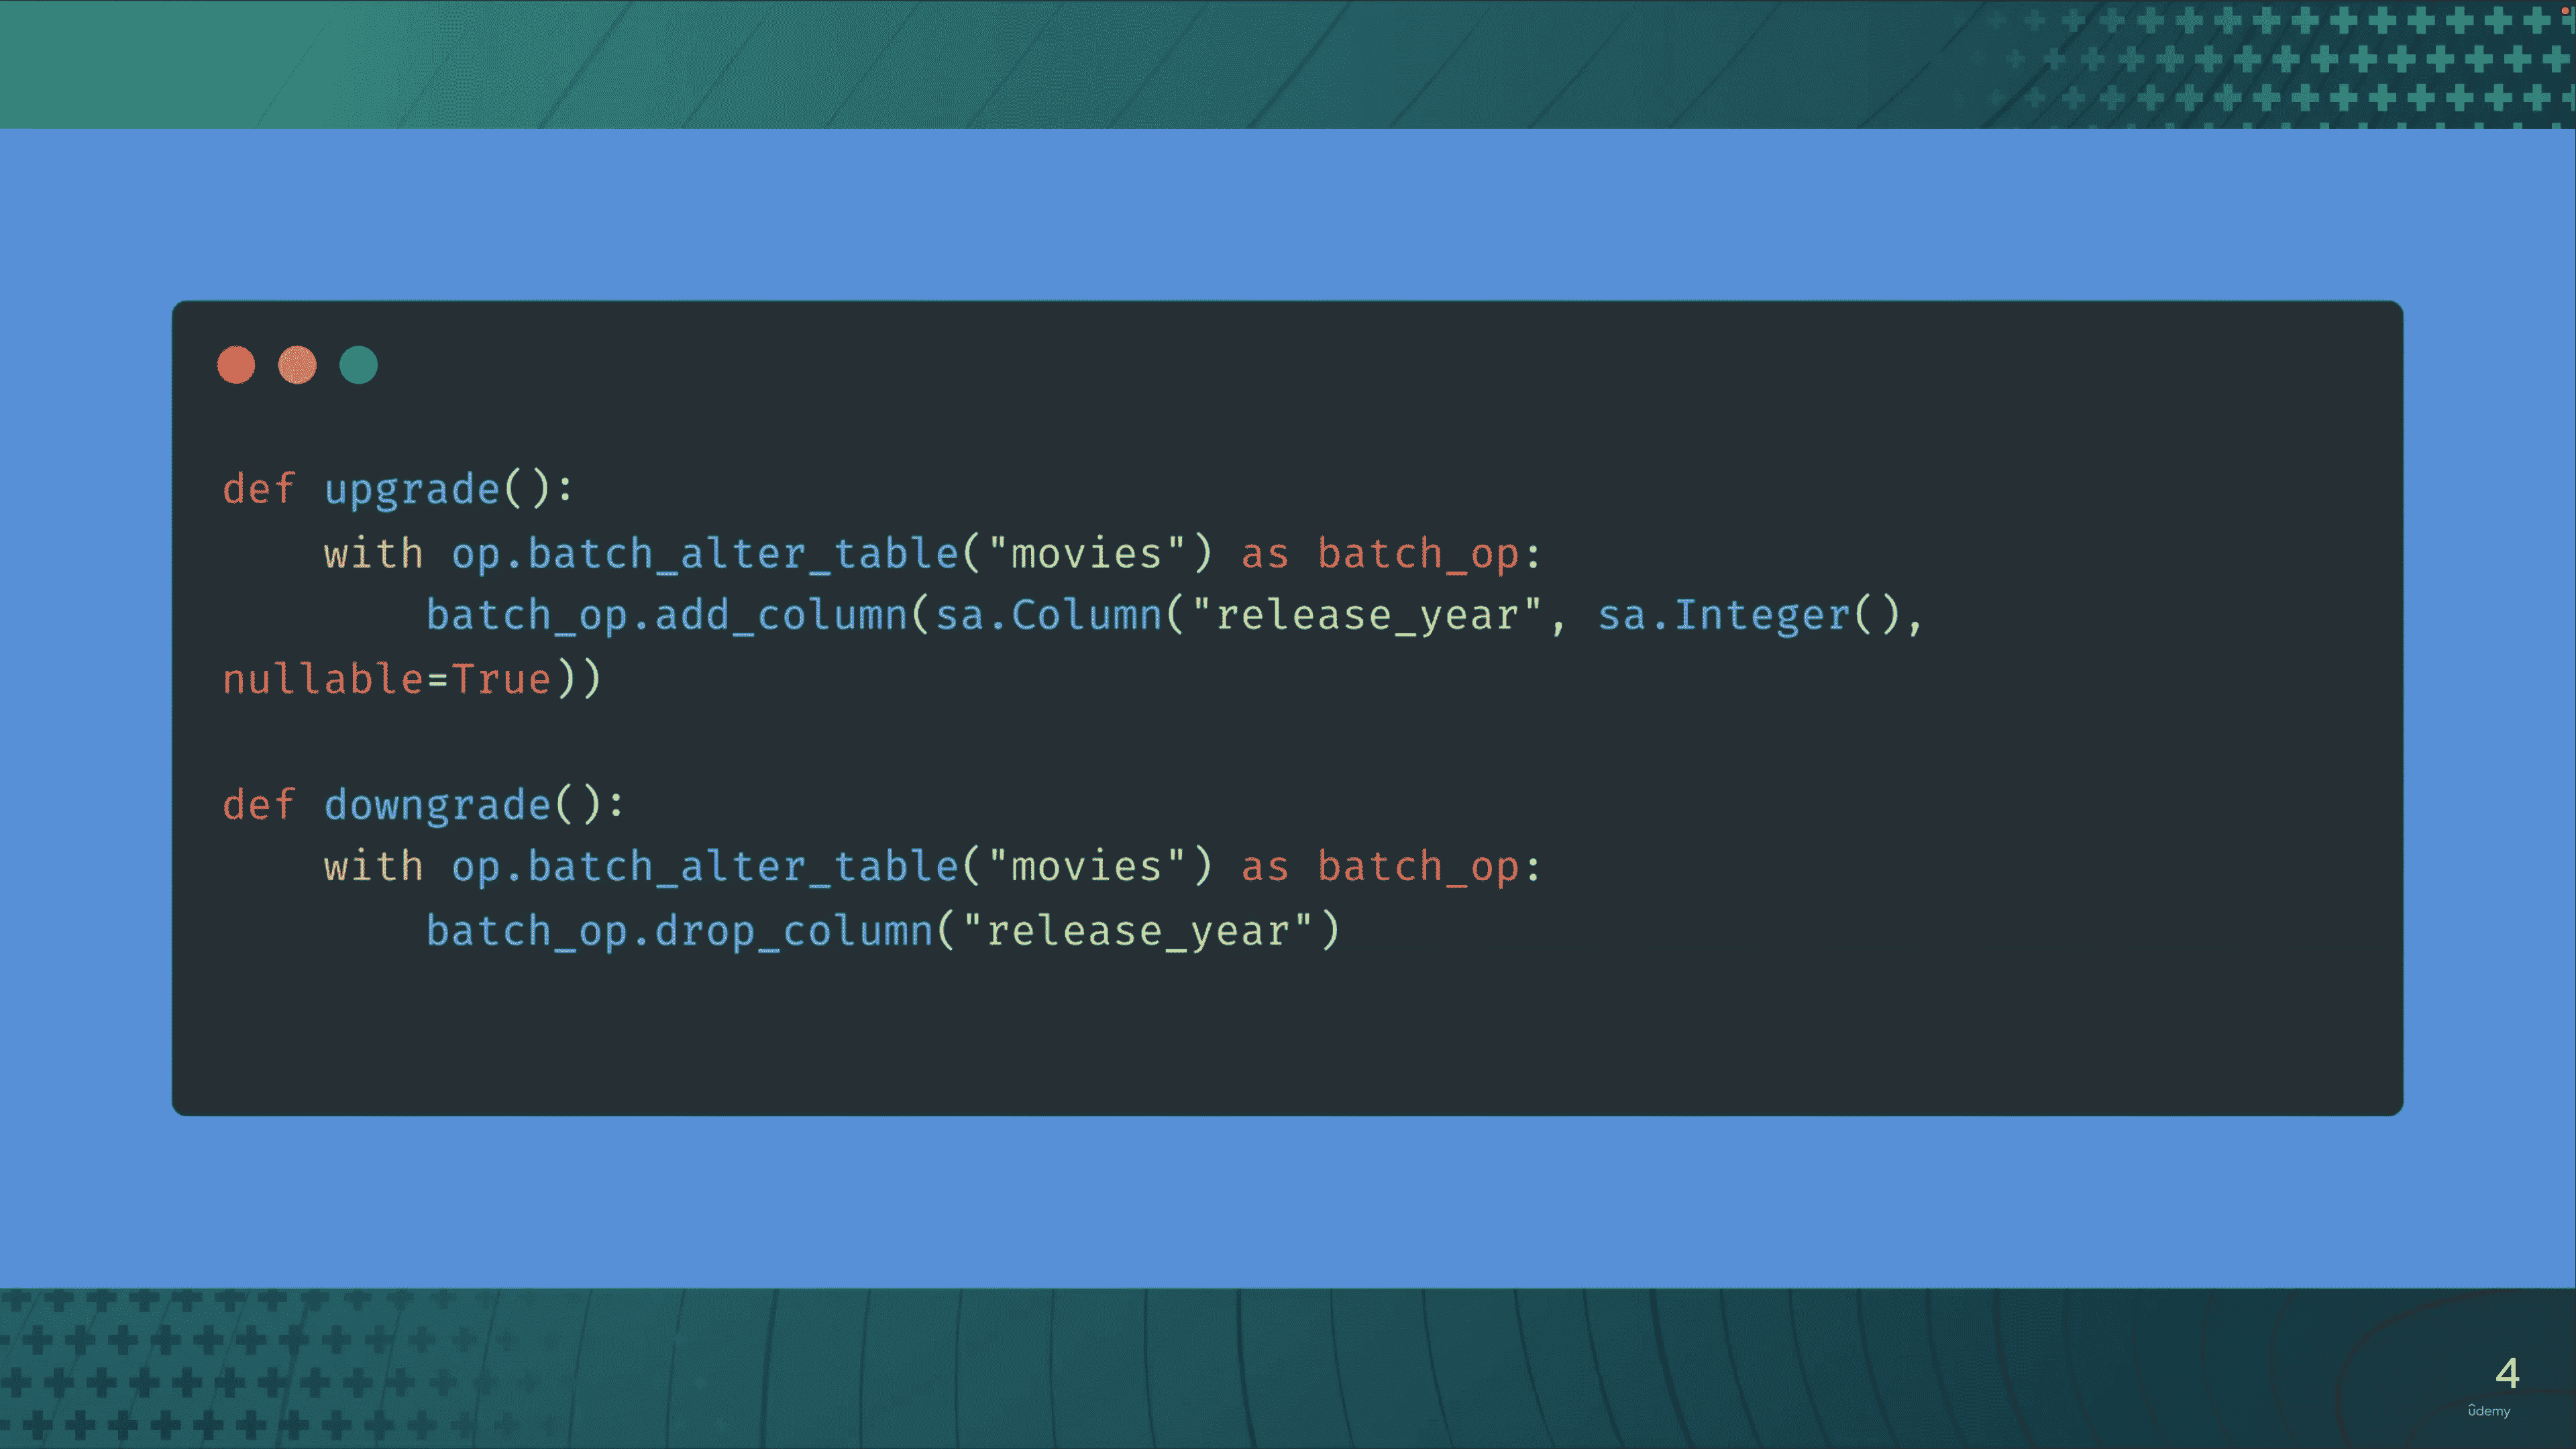 def upgrade():
    with op.batch_alter_table("movies") as batch_op:
        batch_op.add_column(sa.Column("release_year", sa.Integer(),
nullable=True))

def downgrade():
    with op.batch_alter_table("movies") as batch_op:
        batch_op.drop_column("release_year")
4
ûdemy